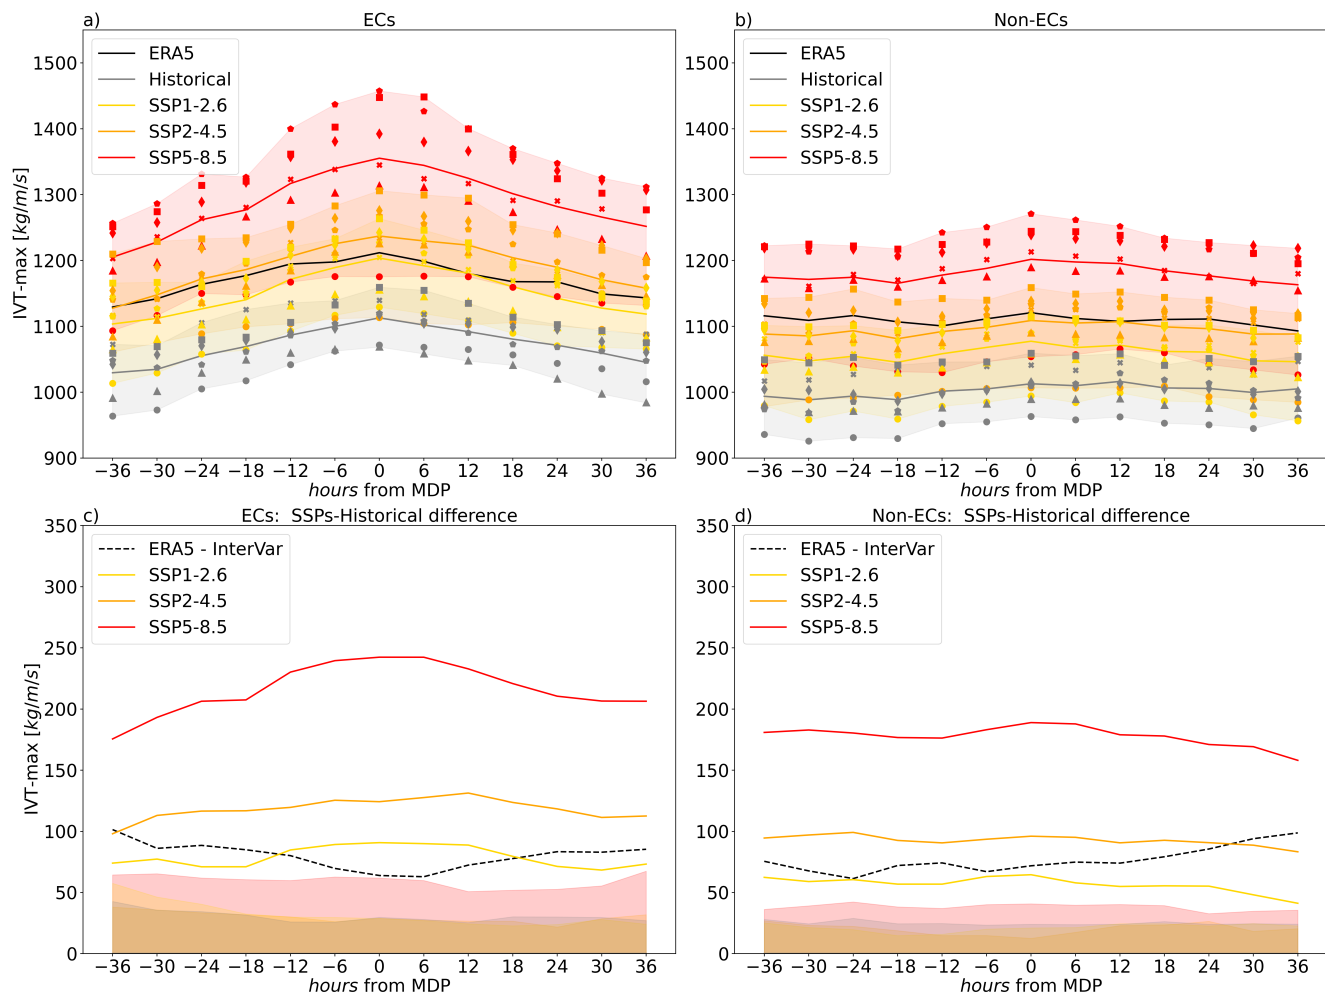 a) ECs
IVT-max [kg/m/s]
1500
1400
1300
1200
1100
1000
900
ERA5
Historical
SSP1-2.6
SSP2-4.5
SSP5-8.5
−36 −30 −24 −18 −12 −6 0 6 12 18 24 30 36
hours from MDP
b) Non-ECs
1500
1400
1300
1200
1100
1000
900
ERA5
Historical
SSP1-2.6
SSP2-4.5
SSP5-8.5
−36 −30 −24 −18 −12 −6 0 6 12 18 24 30 36
hours from MDP
c) ECs: SSPs-Historical difference
IVT-max [kg/m/s]
350
300
250
200
150
100
50
0
ERA5 - InterVar
SSP1-2.6
SSP2-4.5
SSP5-8.5
−36 −30 −24 −18 −12 −6 0 6 12 18 24 30 36
hours from MDP
d) Non-ECs: SSPs-Historical difference
350
300
250
200
150
100
50
0
ERA5 - InterVar
SSP1-2.6
SSP2-4.5
SSP5-8.5
−36 −30 −24 −18 −12 −6 0 6 12 18 24 30 36
hours from MDP